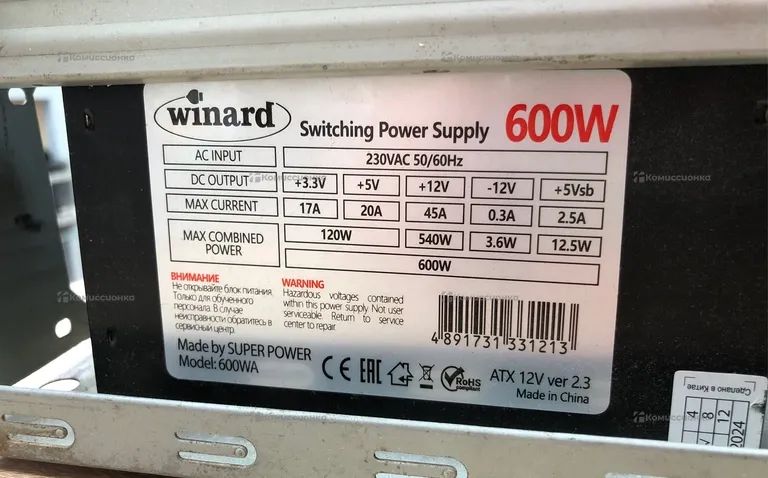 Комиссионка
Комиссионка
winard
Switching Power Supply 600W
AC INPUT 230VAC 50/60Hz
DC OUTPUT +3.3V +5V +12V -12V +5Vsb
MAX CURRENT 17A 20A 45A 0.3A 2.5A
MAX COMBINED POWER 120W 540W 3.6W 12.5W
600W
ВНИМАНИЕ
Не открывайте блок питания.
Только для обученного
персонала. В случае
неисправности обратитесь в
сервисный центр.
WARNING
Hazardous voltages contained
within this power supply. Not user
serviceable. Return to service
center to repair.
4 891731 331213
Made by SUPER POWER
Model: 600WA
CE EAC RoHS
compliant
ATX 12V ver 2.3
Made in China
Сделано в Китае
4 8 12
2024
Комиссионка
Комиссионка
Комиссионка
Комиссионка
Комиссионка
Комиссионка
Комиссионка